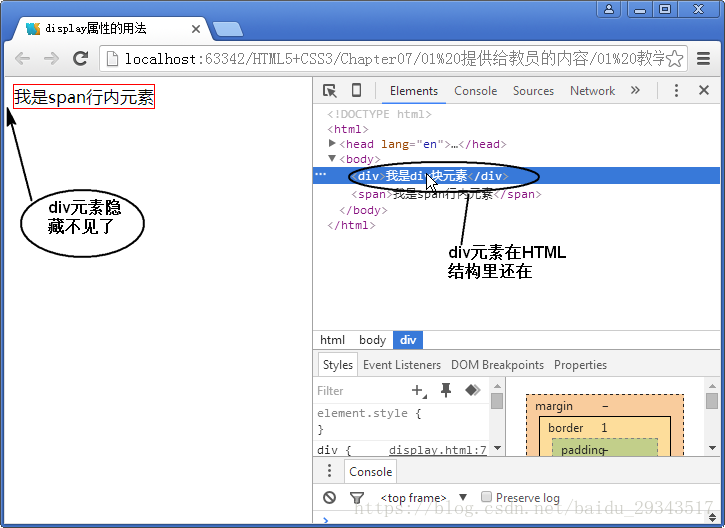 display属性的用法
localhost:63342/HTML5+CSS3/Chapter07/01%20提供给教员的内容/01%20教学
我是span行内元素
div元素隐
藏不见了
Elements Console Sources Network Timeline »
<!DOCTYPE html>
<html>
<head lang="en">…</head>
<body>
<div>我是div块元素</div>
<span>我是span行内元素</span>
</body>
</html>
div元素在HTML
结构里还在
html body div
Styles Event Listeners DOM Breakpoints Properties
Filter
element.style {
}
div { display.html:7
margin –
border 1
padding–
Console
<top frame> Preserve log
https://blog.csdn.net/baidu_29343517